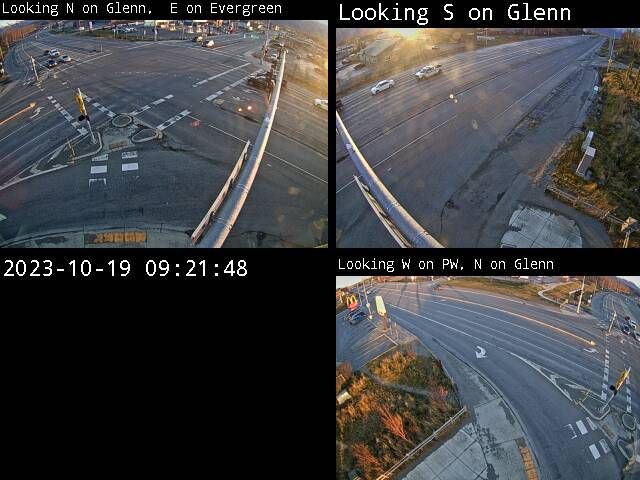 Looking N on Glenn,  E on Evergreen
Looking S on Glenn
2023-10-19 09:21:48
Looking W on PW, N on Glenn